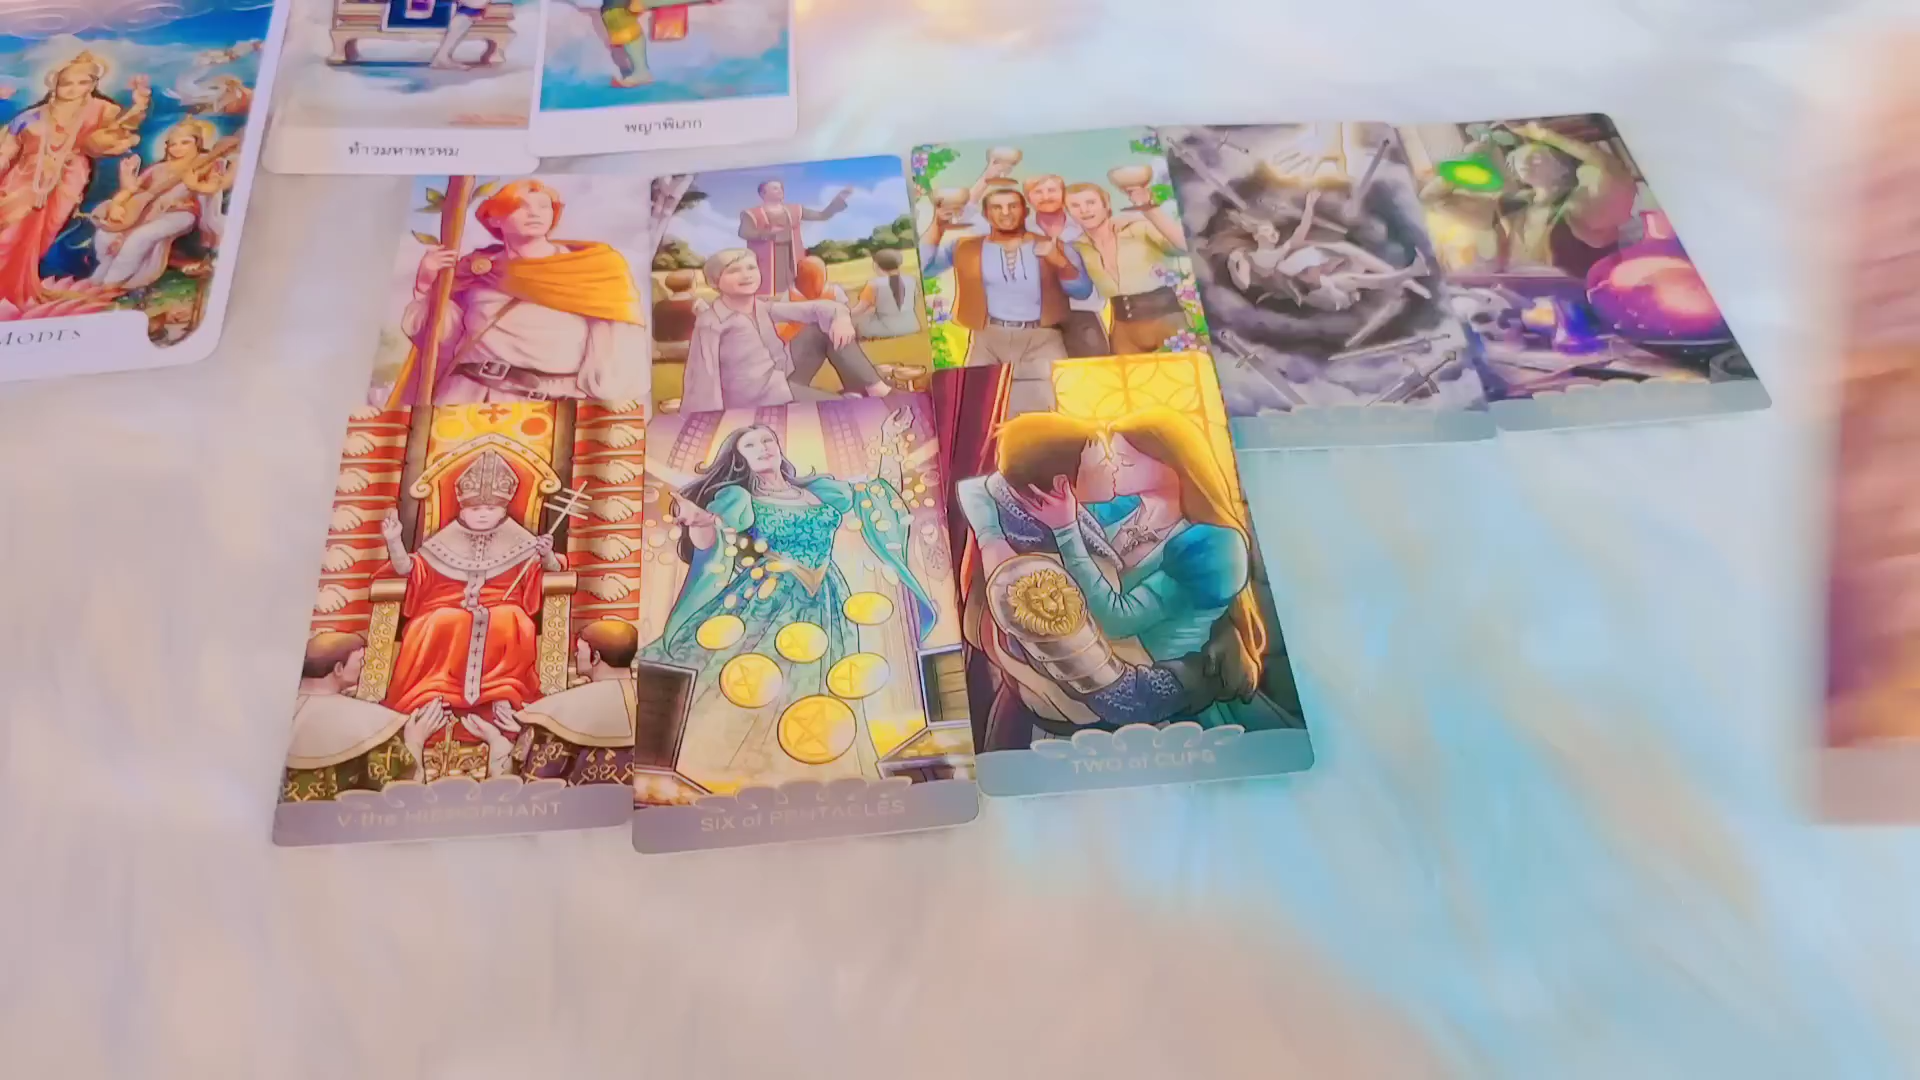 MODES
ท้าวมหาพรหม
พญาพิเภก
V the HIEROPHANT
SIX of PENTACLES
TWO of CUPS